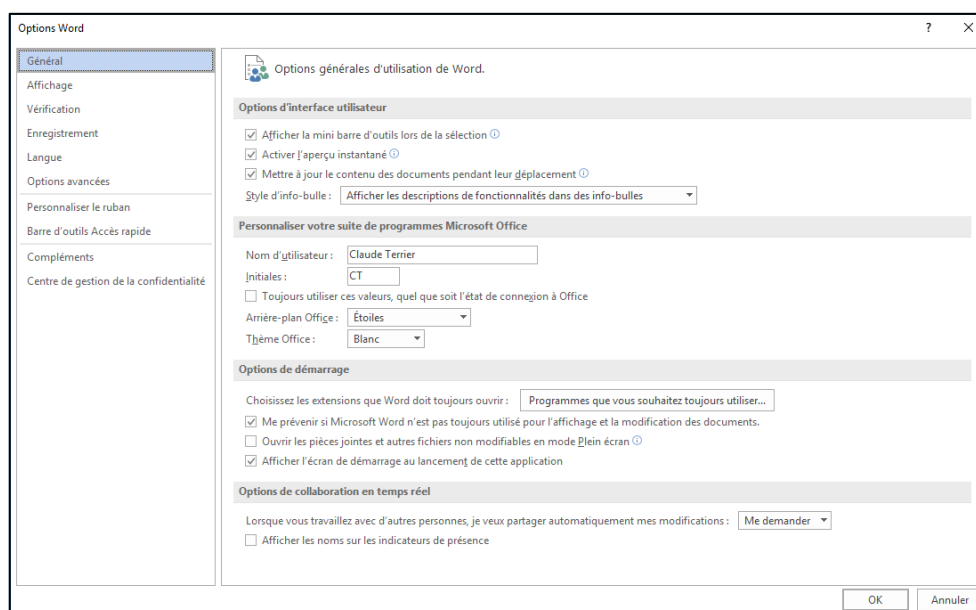 Options Word
?
Général
Affichage
Vérification
Enregistrement
Langue
Options avancées
Personnaliser le ruban
Barre d'outils Accès rapide
Compléments
Centre de gestion de la confidentialité
Options générales d'utilisation de Word.
Options d'interface utilisateur
Afficher la mini barre d'outils lors de la sélection
Activer l'aperçu instantané
Mettre à jour le contenu des documents pendant leur déplacement
Style d'info-bulle : Afficher les descriptions de fonctionnalités dans des info-bulles
Personnaliser votre suite de programmes Microsoft Office
Nom d'utilisateur : Claude Terrier
Initiales : CT
Toujours utiliser ces valeurs, quel que soit l'état de connexion à Office
Arrière-plan Office : Étoiles
Thème Office : Blanc
Options de démarrage
Choisissez les extensions que Word doit toujours ouvrir : Programmes que vous souhaitez toujours utiliser...
Me prévenir si Microsoft Word n'est pas toujours utilisé pour l'affichage et la modification des documents.
Ouvrir les pièces jointes et autres fichiers non modifiables en mode Plein écran
Afficher l'écran de démarrage au lancement de cette application
Options de collaboration en temps réel
Lorsque vous travaillez avec d'autres personnes, je veux partager automatiquement mes modifications : Me demander
Afficher les noms sur les indicateurs de présence
OK Annuler